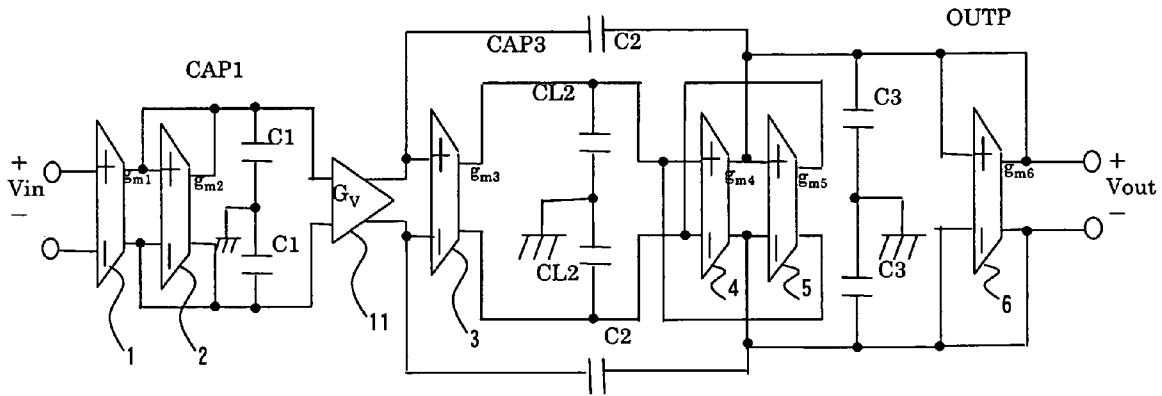 OUTP
CAP3
C2
CAP1
CL2
C3
C1
+
+
+
+
+
+
+
+
gm1
gm2
gm3
gm4
gm5
gm6
Vin
GV
Vout
−
−
C1
CL2
C3
C2
1
2
11
3
4
5
6